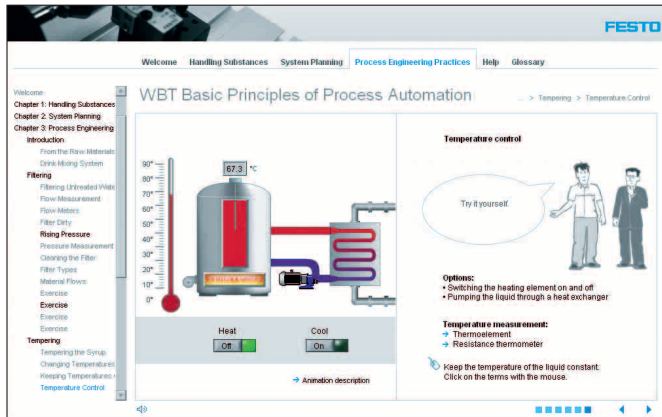 FESTO
Welcome Handling Substances System Planning Process Engineering Practices Help Glossary
WBT Basic Principles of Process Automation
... > Tempering > Temperature Control
Welcome
Chapter 1: Handling Substances
Chapter 2: System Planning
Chapter 3: Process Engineering
Introduction
From the Raw Materials
Drink Mixing System
Filtering
Filtering Untreated Wate
Flow Measurement
Flow Meters
Filter Dirty
Rising Pressure
Pressure Measurement
Cleaning the Filter
Filter Types
Material Flows
Exercise
Exercise
Exercise
Exercise
Tempering
Tempering the Syrup
Changing Temperatures
Keeping Temperatures
Temperature Control
67.3 °C
90°
80°
70°
60°
50°
40°
30°
20°
10°
0°
Heat Cool
Off On
→ Animation description
Temperature control
Try it yourself
Options:
• Switching the heating element on and off
• Pumping the liquid through a heat exchanger
Temperature measurement:
→ Thermoelement
→ Resistance thermometer
Keep the temperature of the liquid constant.
Click on the terms with the mouse.